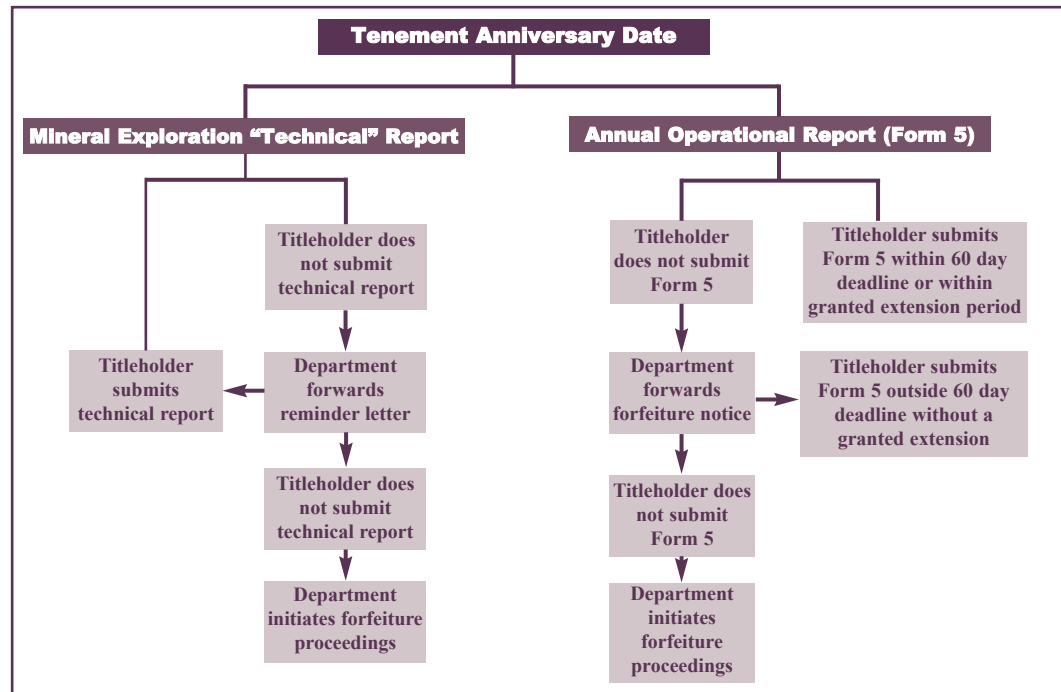 Tenement Anniversary Date
Mineral Exploration “Technical” Report
Annual Operational Report (Form 5)
Titleholder does
not submit
technical report
Titleholder
does not submit
Form 5
Titleholder submits
Form 5 within 60 day
deadline or within
granted extension period
Titleholder
submits
technical report
Department
forwards
reminder letter
Department
forwards
forfeiture notice
Titleholder submits
Form 5 outside 60 day
deadline without a
granted extension
Titleholder does
not submit
technical report
Titleholder does
not submit
Form 5
Department
initiates forfeiture
proceedings
Department
initiates
forfeiture
proceedings